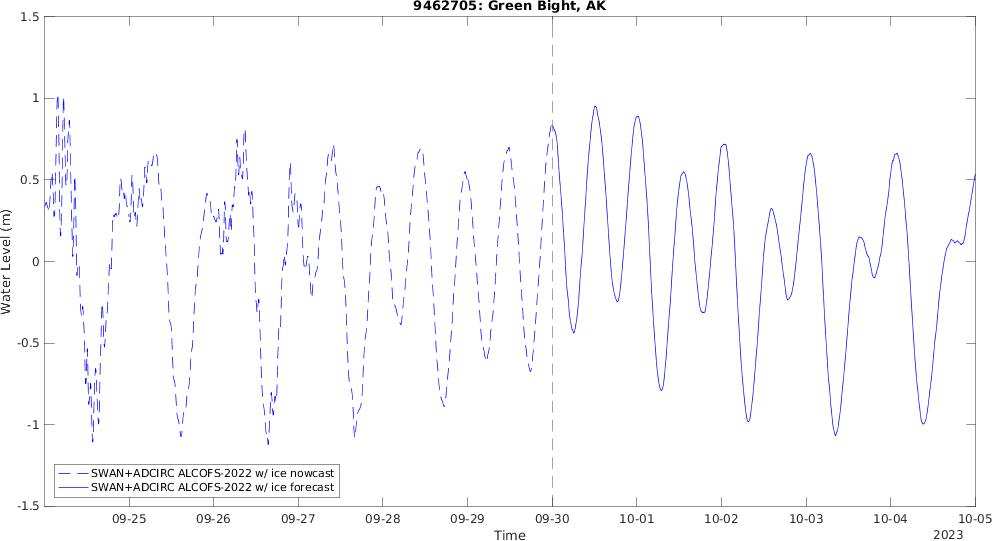 9462705: Green Bight, AK
1.5
1
0.5
0
-0.5
-1
-1.5
Water Level (m)
SWAN+ADCIRC ALCOFS-2022 w/ ice nowcast
SWAN+ADCIRC ALCOFS-2022 w/ ice forecast
09-25 09-26 09-27 09-28 09-29 09-30 10-01 10-02 10-03 10-04 10-05
Time
2023